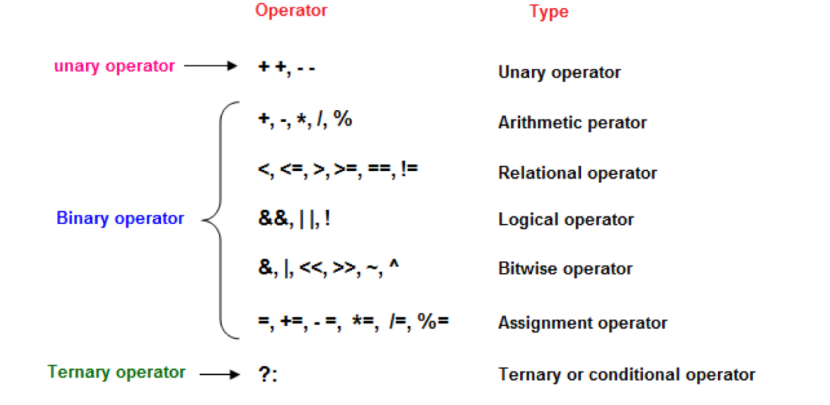 Operator Type
unary operator + +, - - Unary operator
+, -, *, /, % Arithmetic perator
<, <=, >, >=, ==, != Relational operator
Binary operator &&, | |, ! Logical operator
&, |, <<, >>, ~, ^ Bitwise operator
=, +=, - =, *=, /=, %= Assignment operator
Ternary operator ?: Ternary or conditional operator